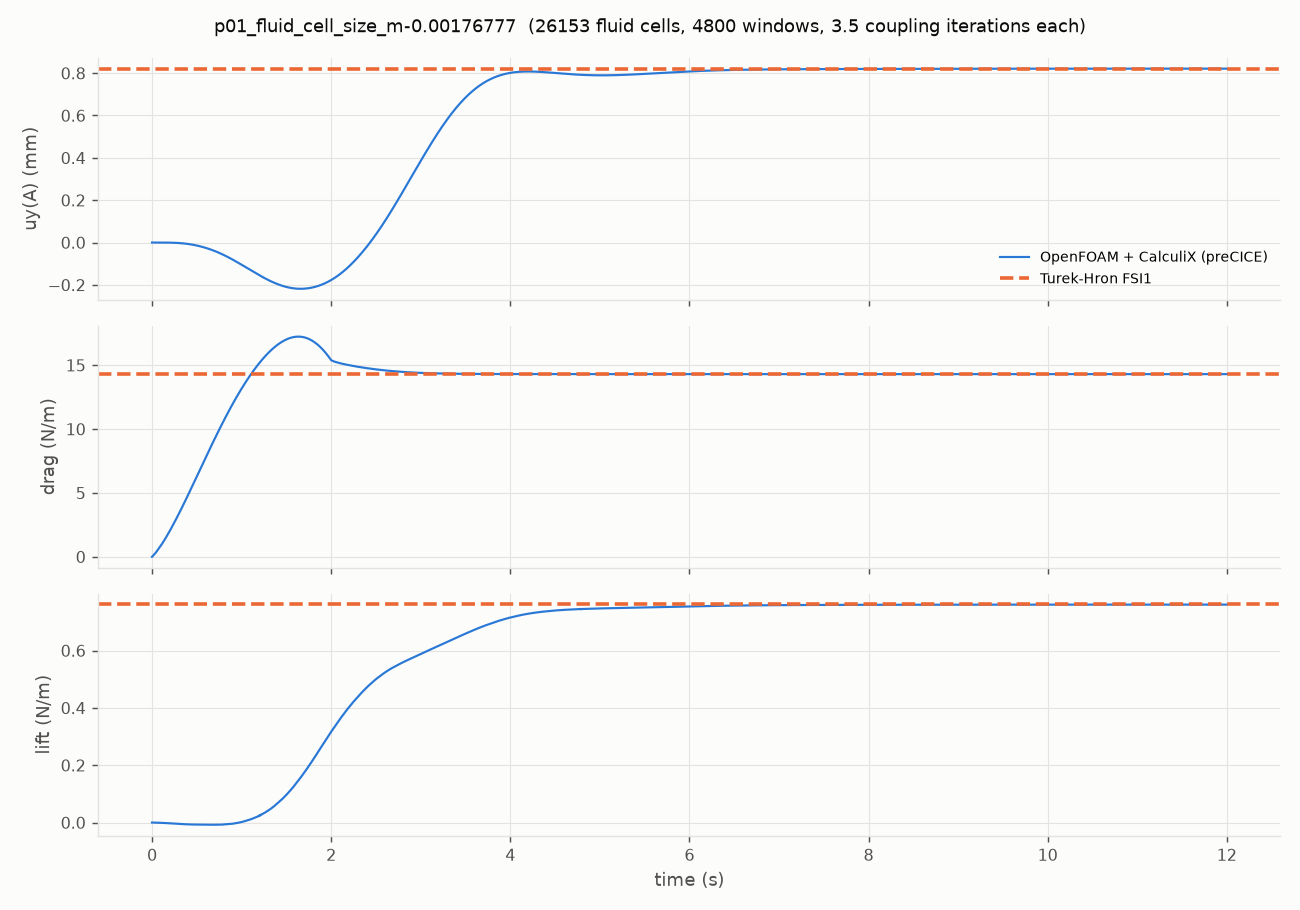 p01_fluid_cell_size_m-0.00176777  (26153 fluid cells, 4800 windows, 3.5 coupling iterations each)
uy(A) (mm)
0.8
0.6
0.4
0.2
0.0
−0.2
OpenFOAM + CalculiX (preCICE)
Turek-Hron FSI1
drag (N/m)
15
10
5
0
lift (N/m)
0.6
0.4
0.2
0.0
0 2 4 6 8 10 12
time (s)